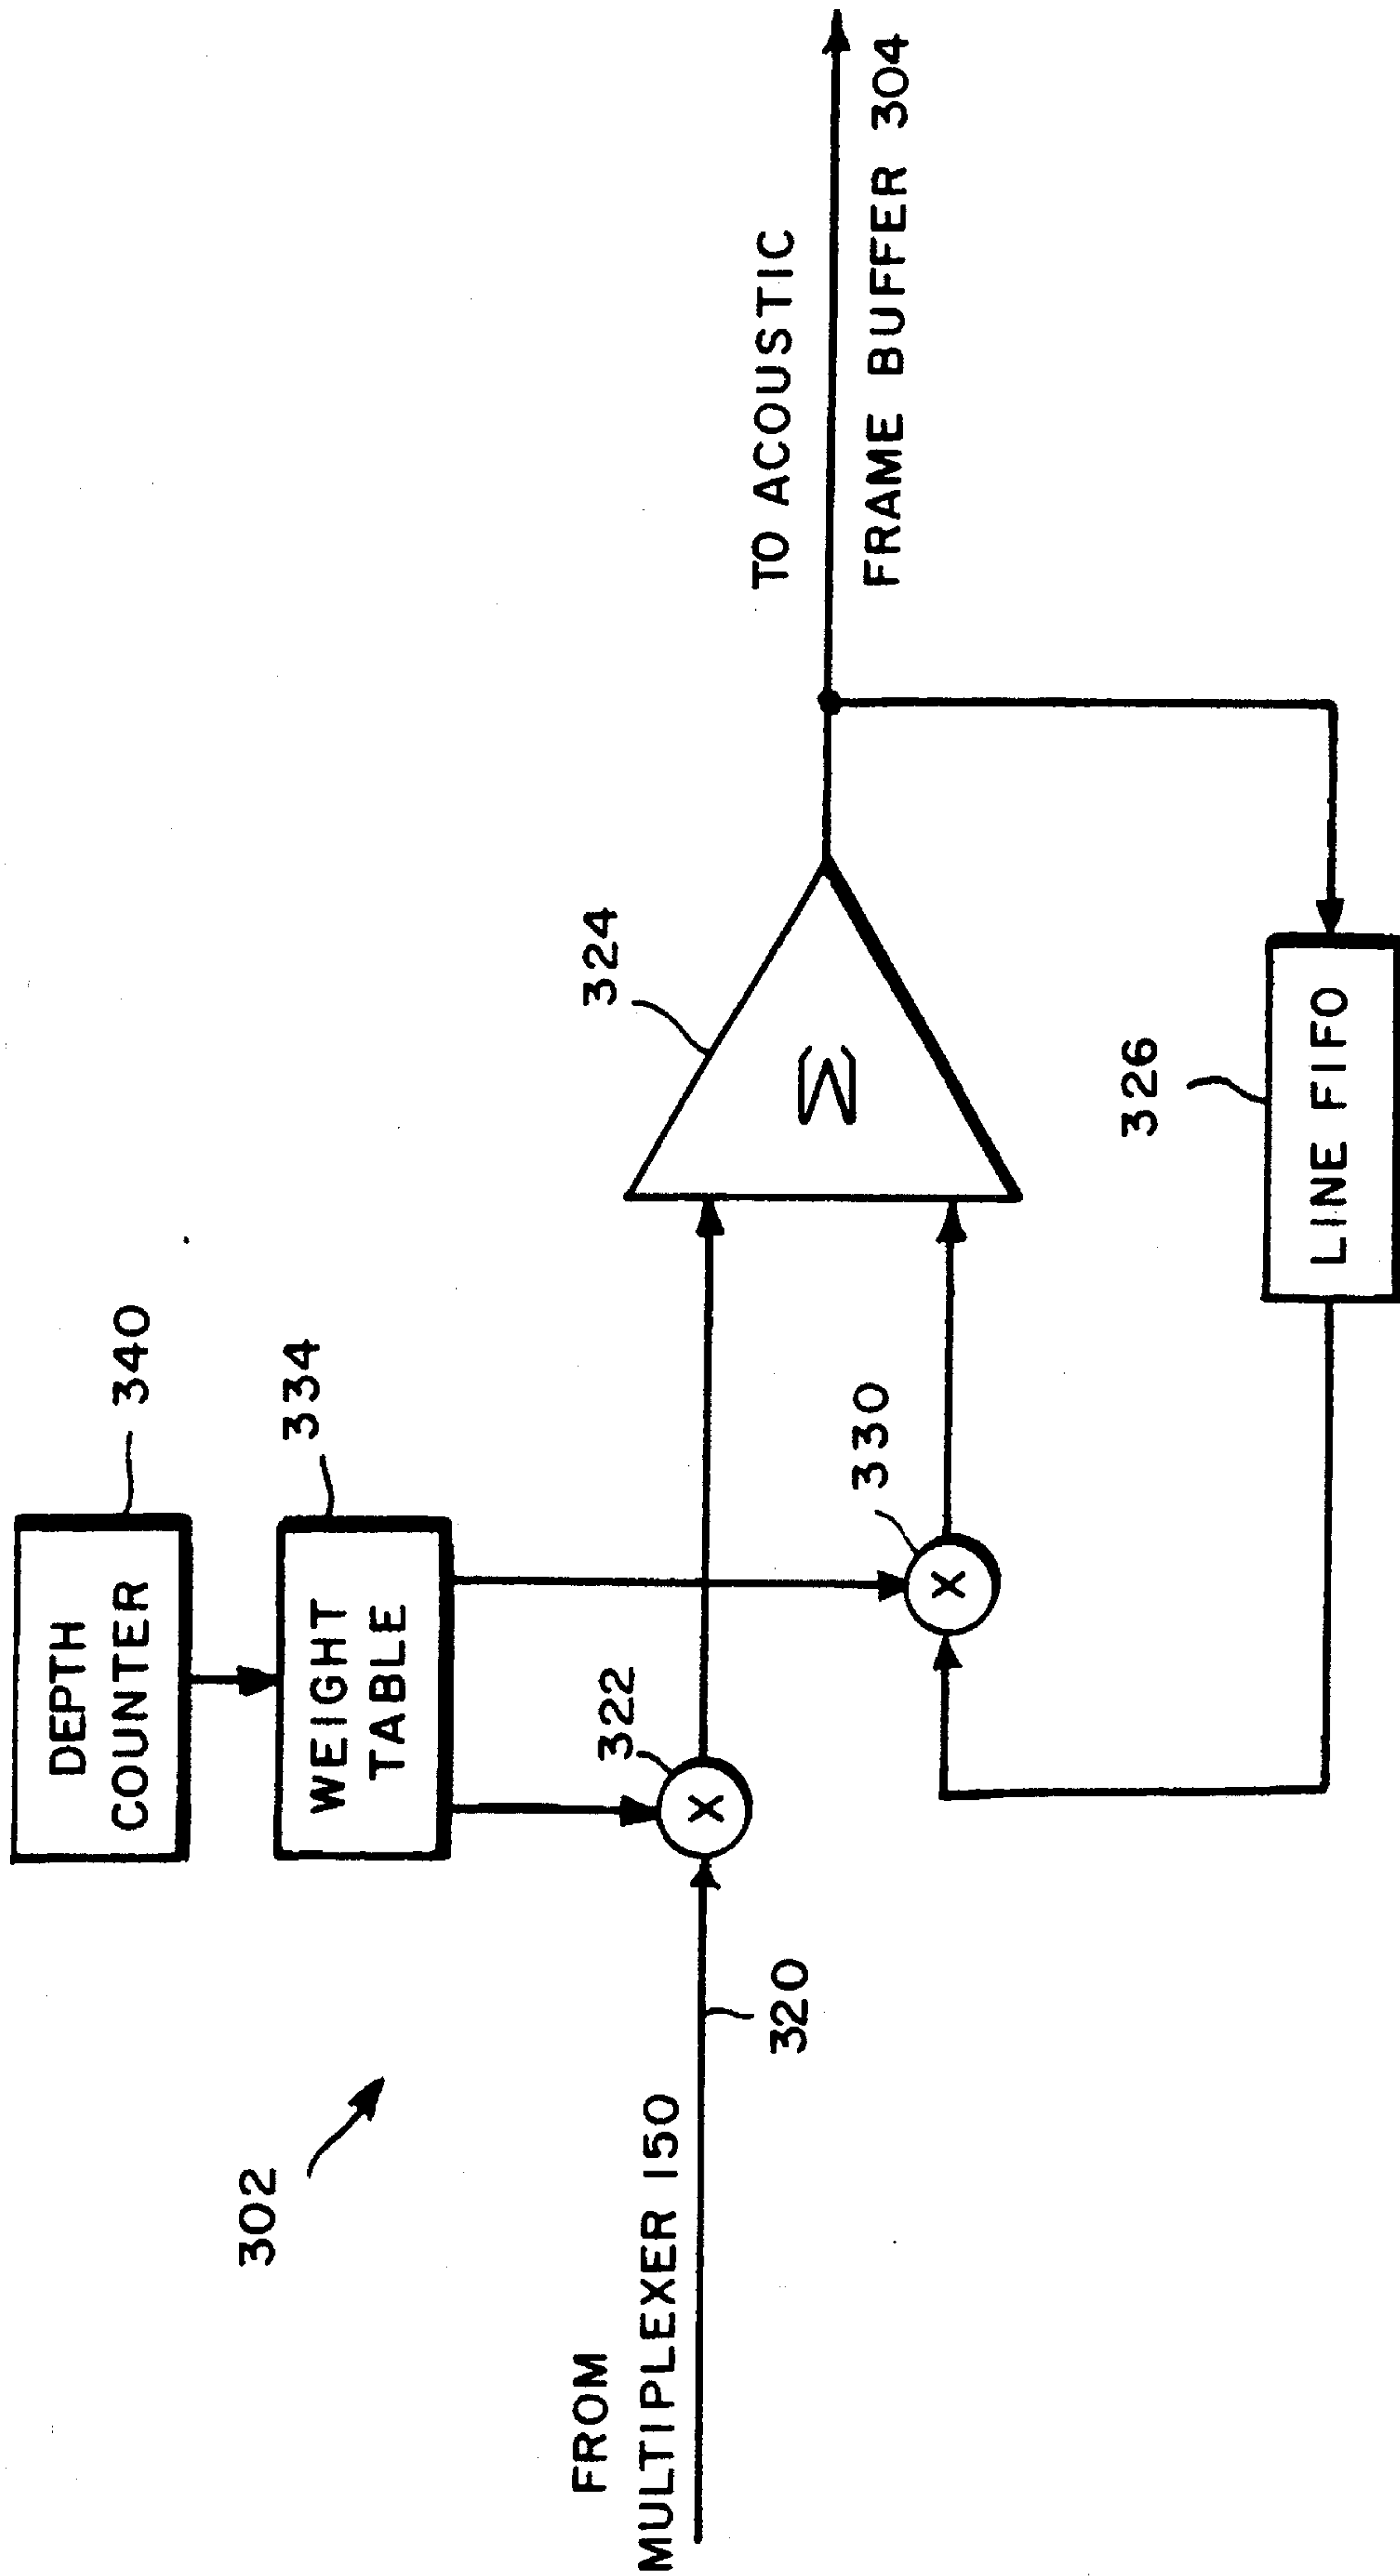 DEPTH
COUNTER
340
WEIGHT
TABLE
334
302
FROM
MULTIPLEXER 150
320
322
X
330
X
324
Σ
TO ACOUSTIC
FRAME BUFFER 304
326
LINE FIFO